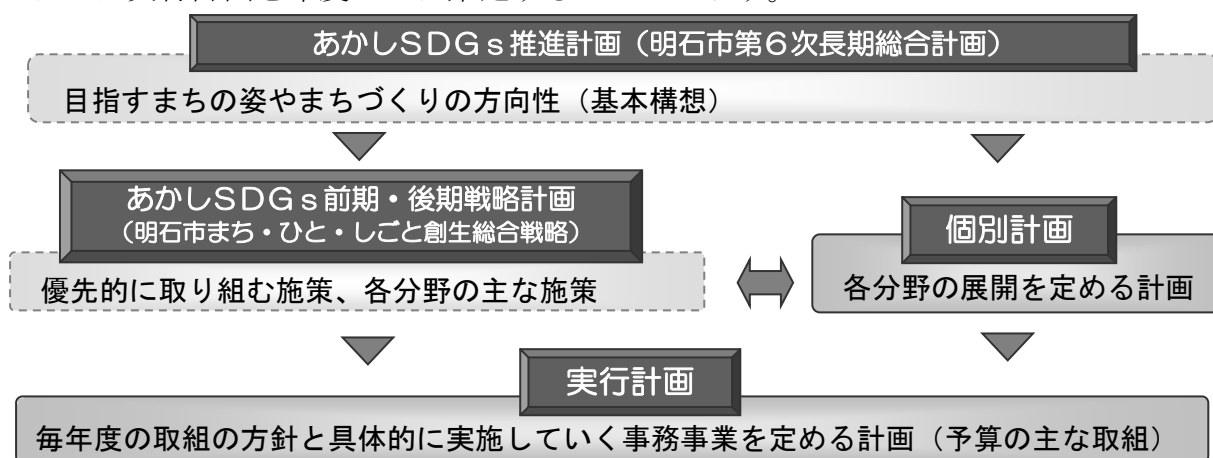 あかしSDGs推進計画（明石市第6次長期総合計画）
目指すまちの姿やまちづくりの方向性（基本構想）
あかしSDGs前期・後期戦略計画
（明石市まち・ひと・しごと創生総合戦略）
優先的に取り組む施策、各分野の主な施策
個別計画
各分野の展開を定める計画
実行計画
毎年度の取組の方針と具体的に実施していく事務事業を定める計画（予算の主な取組）